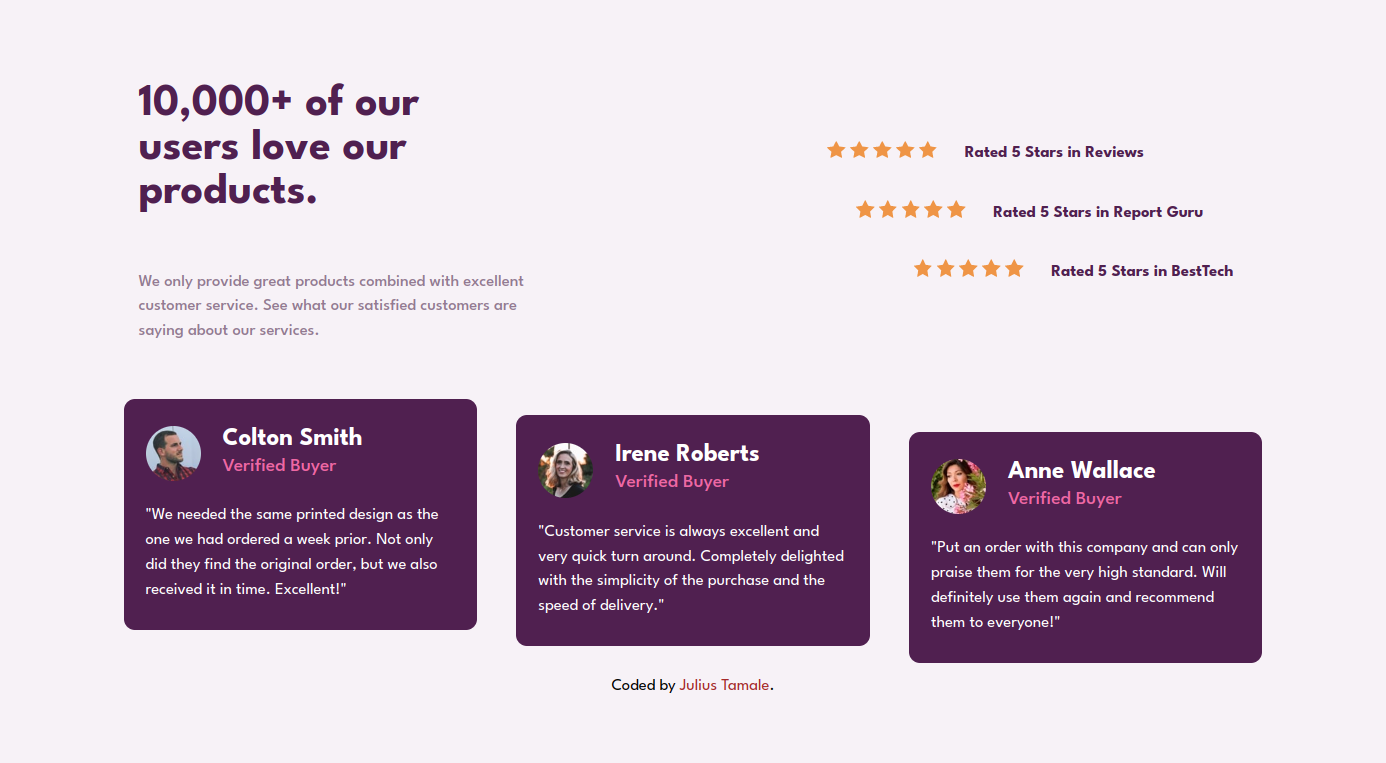 10,000+ of our
users love our
products.
We only provide great products combined with excellent
customer service. See what our satisfied customers are
saying about our services.
Rated 5 Stars in Reviews
Rated 5 Stars in Report Guru
Rated 5 Stars in BestTech
Colton Smith
Verified Buyer
"We needed the same printed design as the
one we had ordered a week prior. Not only
did they find the original order, but we also
received it in time. Excellent!"
Irene Roberts
Verified Buyer
"Customer service is always excellent and
very quick turn around. Completely delighted
with the simplicity of the purchase and the
speed of delivery."
Anne Wallace
Verified Buyer
"Put an order with this company and can only
praise them for the very high standard. Will
definitely use them again and recommend
them to everyone!"
Coded by Julius Tamale.